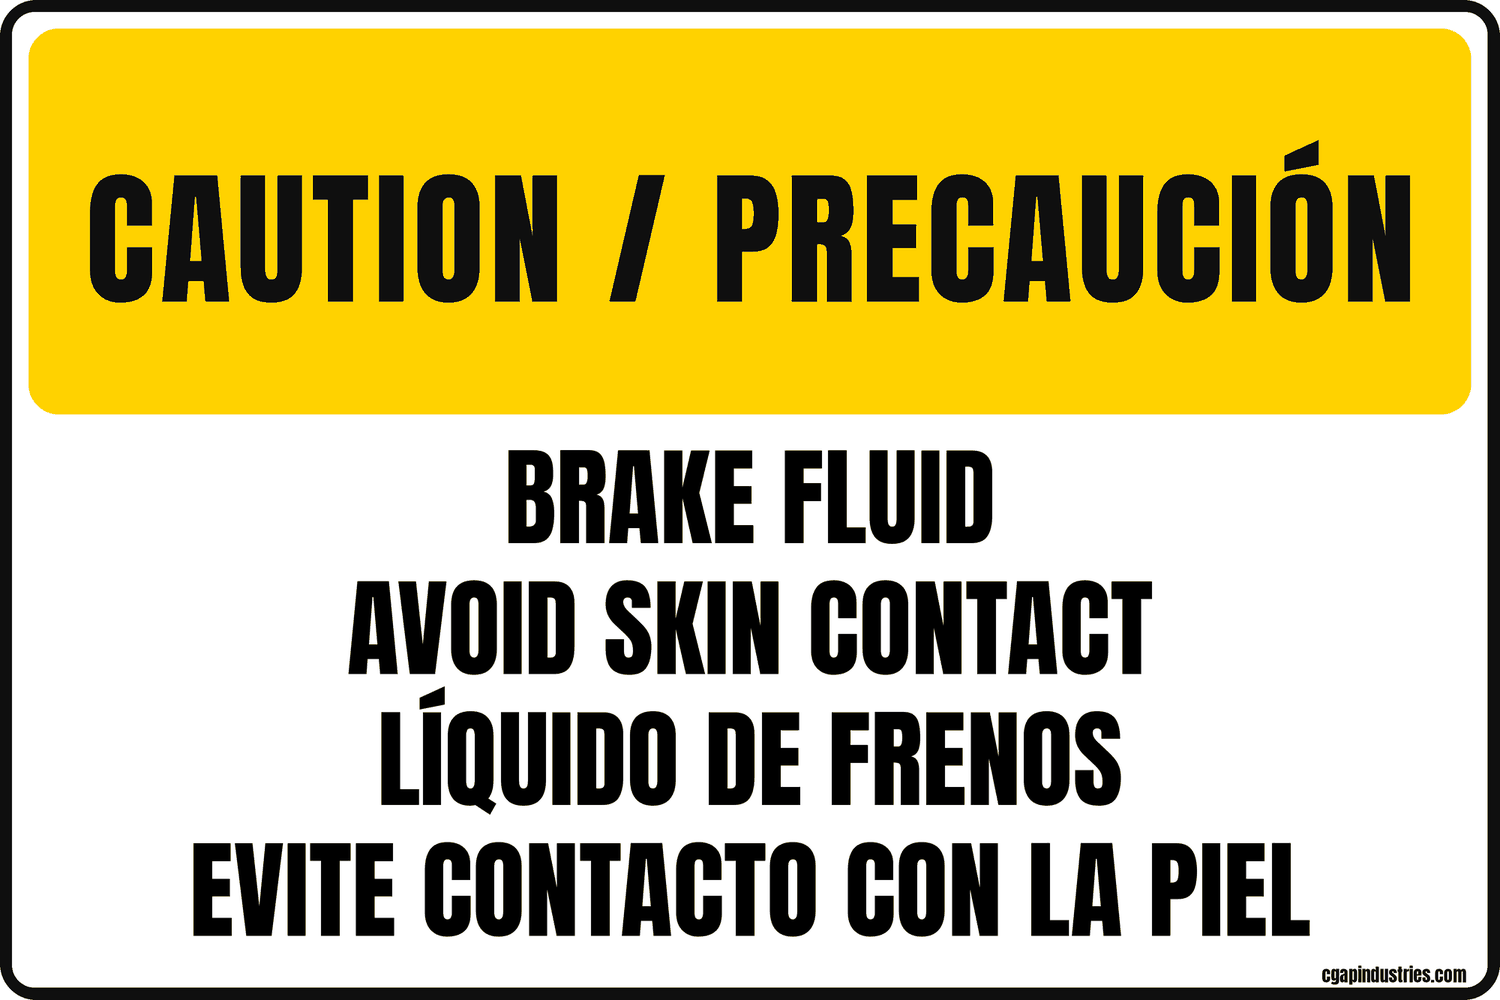 CAUTION / PRECAUCIÓN
BRAKE FLUID
AVOID SKIN CONTACT
LÍQUIDO DE FRENOS
EVITE CONTACTO CON LA PIEL
cgapindustries.com